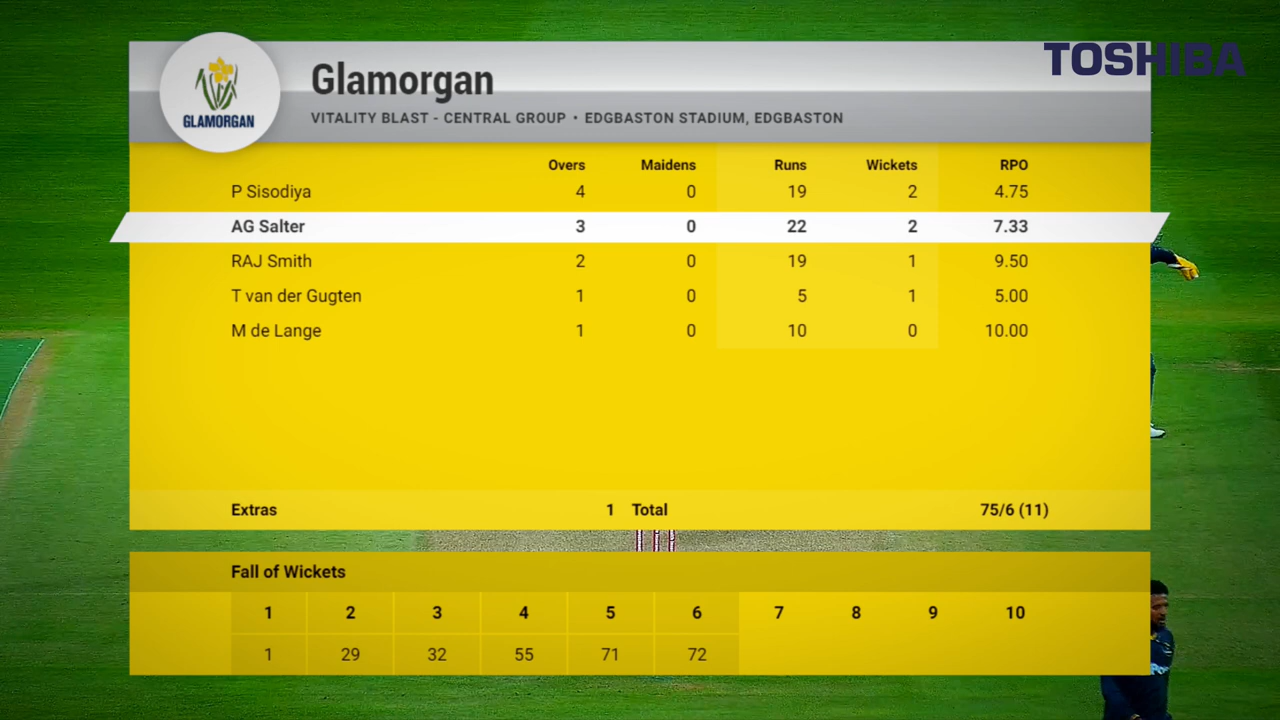 TOSHIBA
GLAMORGAN
Glamorgan
VITALITY BLAST - CENTRAL GROUP • EDGBASTON STADIUM, EDGBASTON
Overs Maidens Runs Wickets RPO
P Sisodiya 4 0 19 2 4.75
AG Salter 3 0 22 2 7.33
RAJ Smith 2 0 19 1 9.50
T van der Gugten 1 0 5 1 5.00
M de Lange 1 0 10 0 10.00
Extras 1 Total 75/6 (11)
Fall of Wickets
1 2 3 4 5 6 7 8 9 10
1 29 32 55 71 72